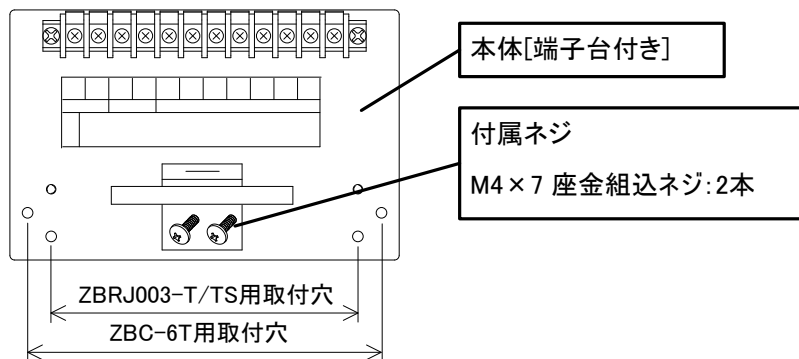 本体[端子台付き]
付属ネジ
M4×7 座金組込ネジ:2本
ZBRJ003-T/TS用取付穴
ZBC-6T用取付穴